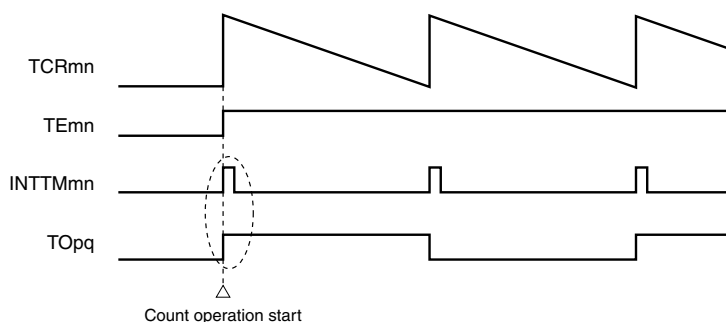 TCRmn
TEmn
INTTMmn
TOpq
Count operation start